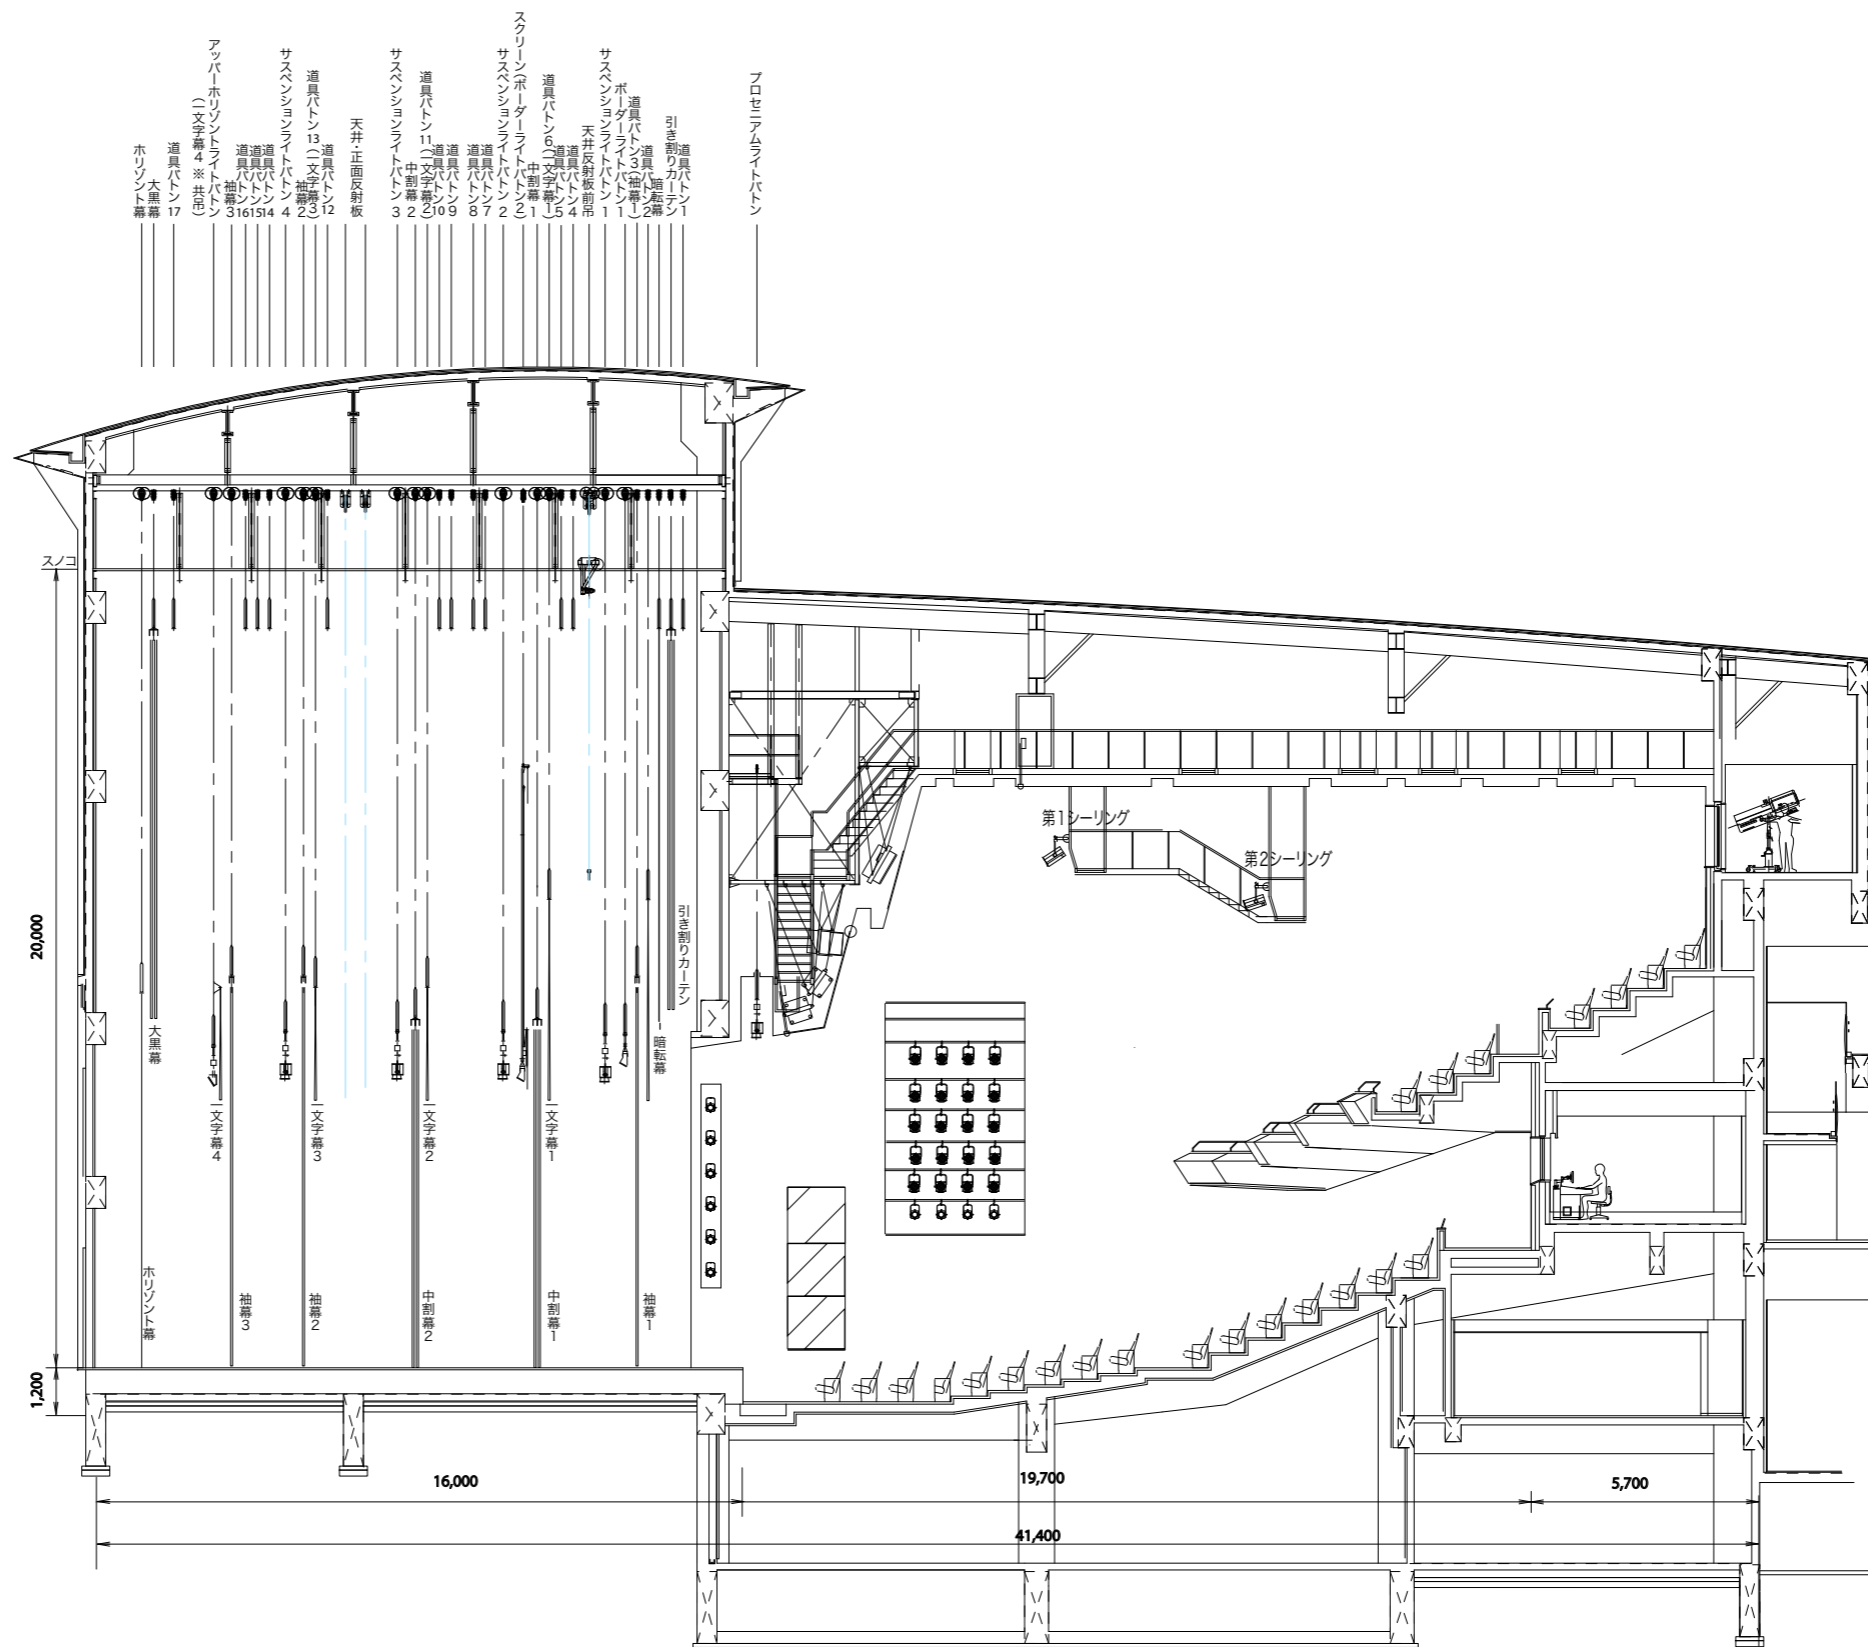 ホリゾント幕
大黒幕
道具バトン 17
アッパーホリゾントライトバトン
(一文字幕４ ※ 共吊)
袖幕３
道具バトン16
道具バトン15
道具バトン14
サスペンションライトバトン ４
袖幕２
道具バトン13(一文字幕３)
道具バトン12
天井・正面反射板
サスペンションライトバトン ３
中割幕 ２
道具バトン11(一文字幕２)
道具バトン10
道具バトン９
道具バトン８
道具バトン７
サスペンションライトバトン ２
スクリーン(ボーダーライトバトン２)
中割幕 １
道具バトン６(一文字幕１)
道具バトン５
道具バトン４
天井反射板前吊
サスペンションライトバトン １
ボーダーライトバトン１
道具バトン３(袖幕１)
道具バトン２
暗転幕
引き割りカーテン
道具バトン１
プロセニアムライトバトン
スノコ
20,000
1,200
第1シーリング
第2シーリング
引き割りカーテン
暗転幕
大黒幕
一文字幕４
一文字幕３
一文字幕２
一文字幕１
ホリゾント幕
袖幕３
袖幕２
中割幕２
中割幕１
袖幕１
16,000
19,700
5,700
41,400